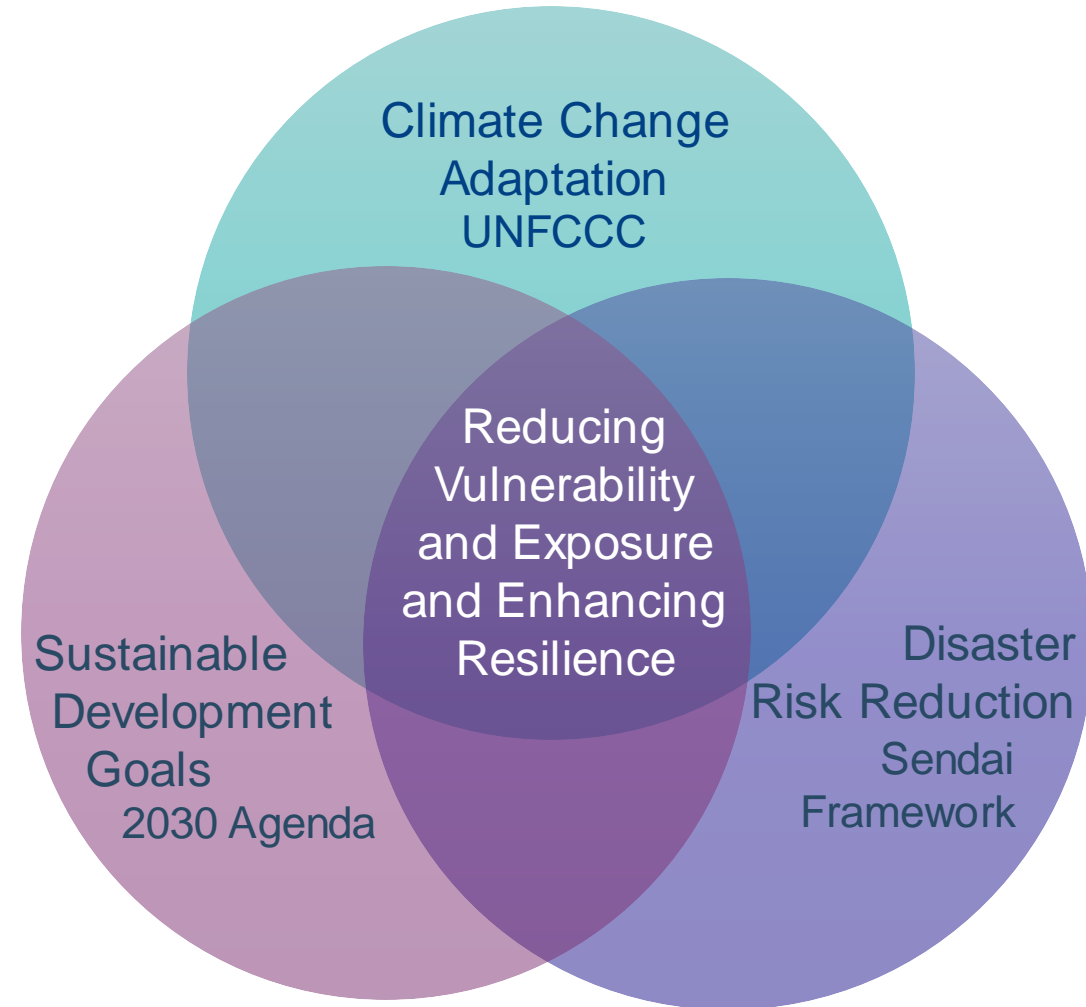 Climate Change
Adaptation
UNFCCC
Reducing
Vulnerability
and Exposure
and Enhancing
Resilience
Sustainable
Development
Goals
2030 Agenda
Disaster
Risk Reduction
Sendai
Framework